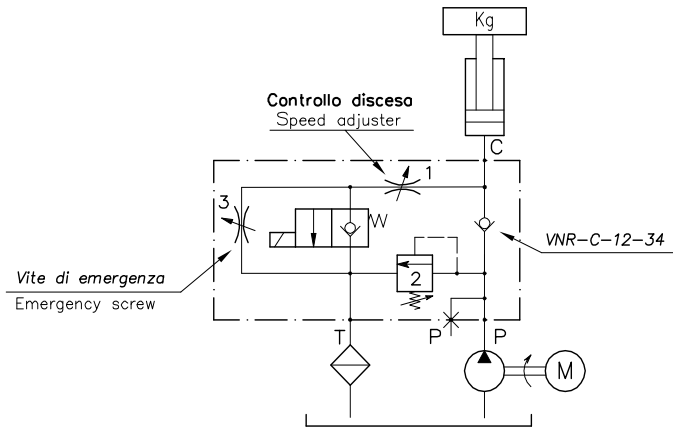 Kg
Controllo discesa
Speed adjuster
C
1
3
VNR-C-12-34
Vite di emergenza
Emergency screw
2
T
P
P
M